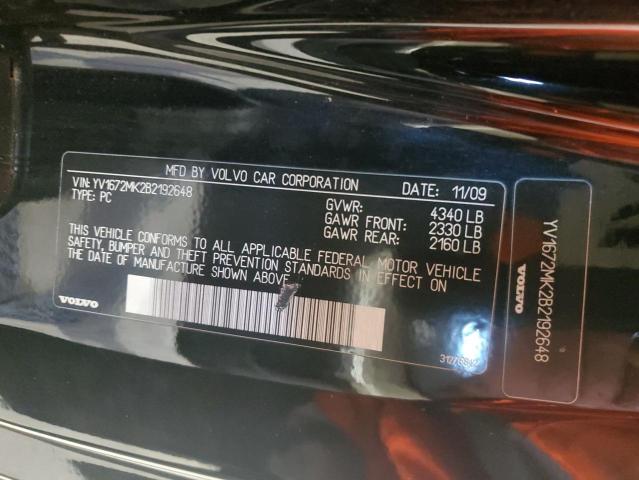 MFD BY VOLVO CAR CORPORATION DATE: 11/09
VIN: YV1672MK2B2192648
TYPE: PC
GVWR: 4340 LB
GAWR FRONT: 2330 LB
GAWR REAR: 2160 LB
THIS VEHICLE CONFORMS TO ALL APPLICABLE FEDERAL MOTOR VEHICLE
SAFETY, BUMPER AND THEFT PREVENTION STANDARDS IN EFFECT ON
THE DATE OF MANUFACTURE SHOWN ABOVE
VOLVO
YV1672MK2B2192648
VOLVO